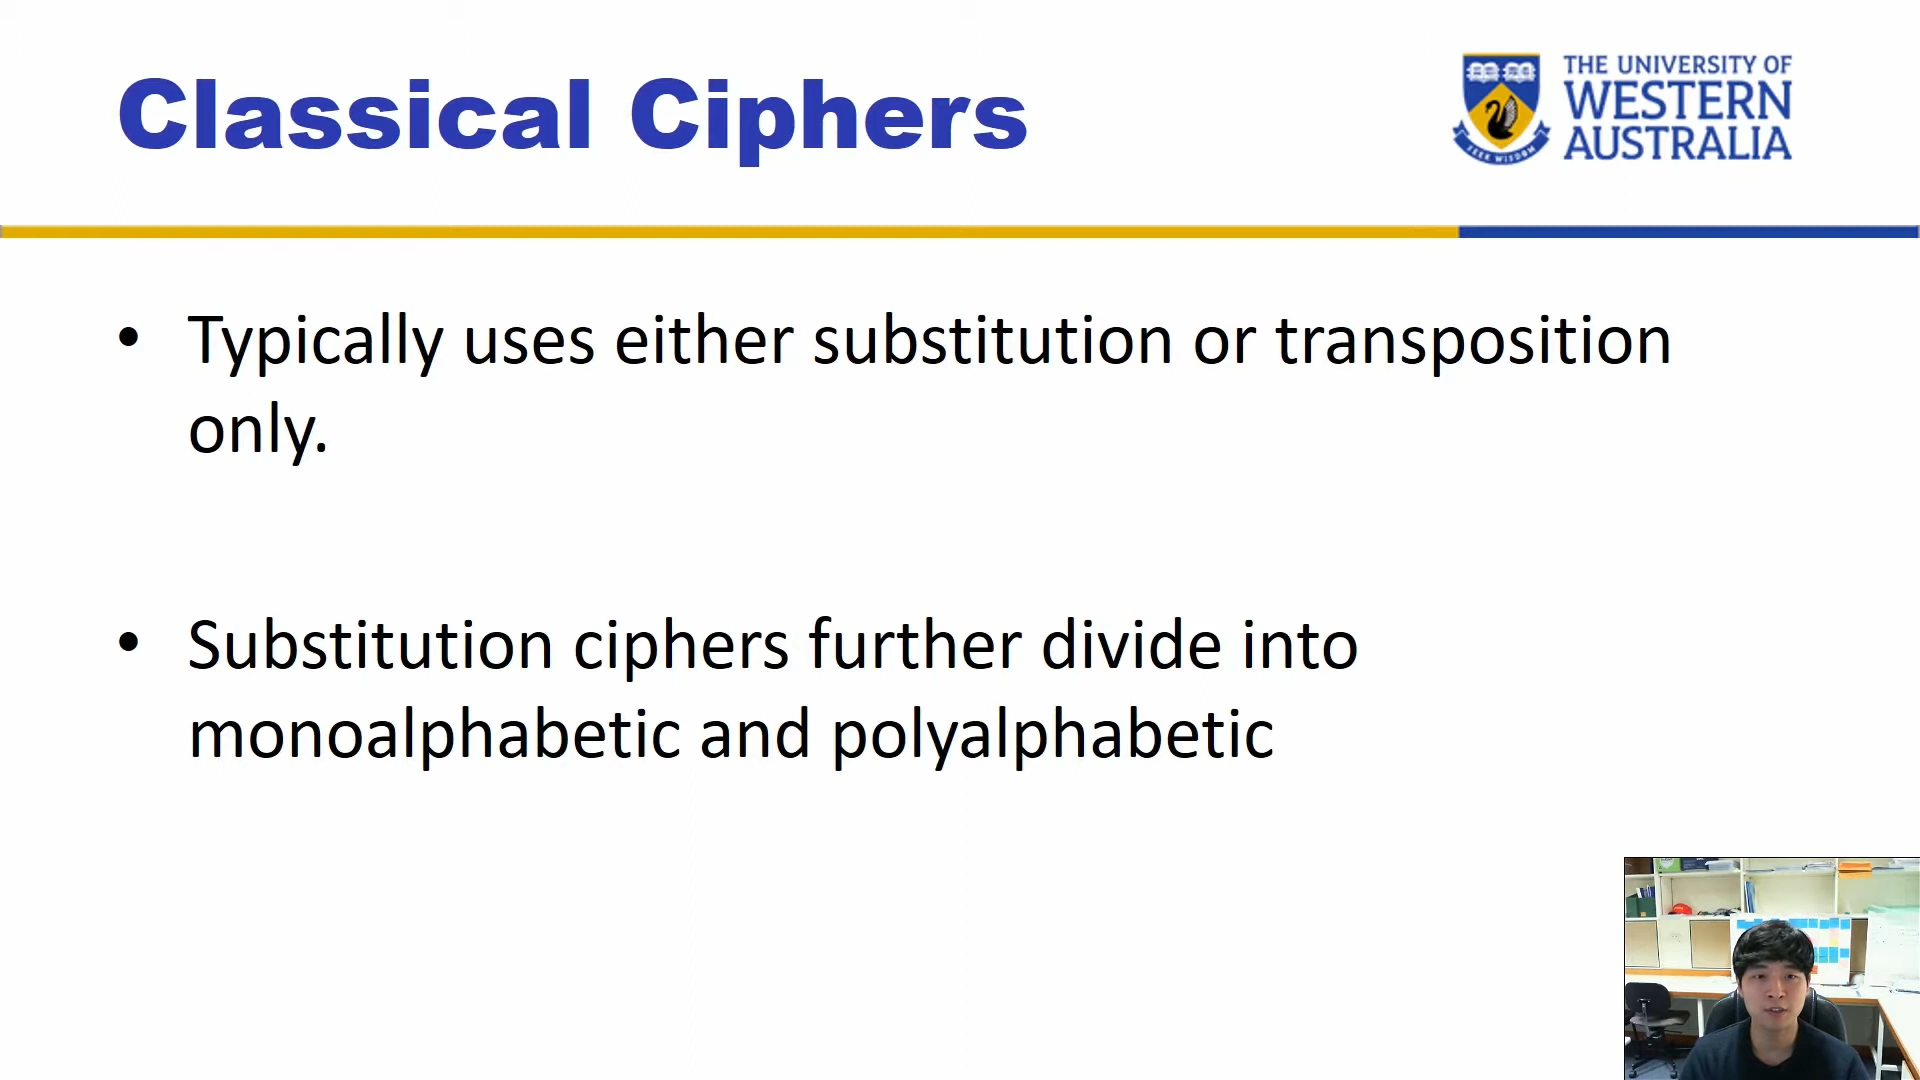 Classical Ciphers
THE UNIVERSITY OF
WESTERN
AUSTRALIA
SEEK WISDOM
• Typically uses either substitution or transposition
only.
• Substitution ciphers further divide into
monoalphabetic and polyalphabetic